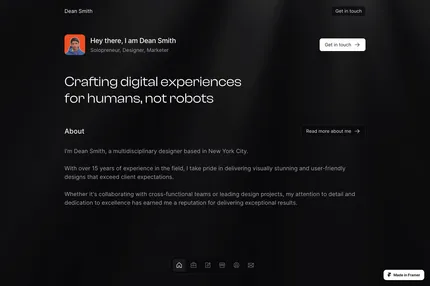 Dean Smith
Get in touch
Hey there, I am Dean Smith
Solopreneur, Designer, Marketer
Get in touch
Crafting digital experiences
for humans, not robots
About
Read more about me
I'm Dean Smith, a multidisciplinary designer based in New York City.
With over 15 years of experience in the field, I take pride in delivering visually stunning and user-friendly
designs that exceed client expectations.
Whether it's collaborating with cross-functional teams or leading design projects, my attention to detail and
dedication to excellence has earned me a reputation for delivering exceptional results.
Made in Framer